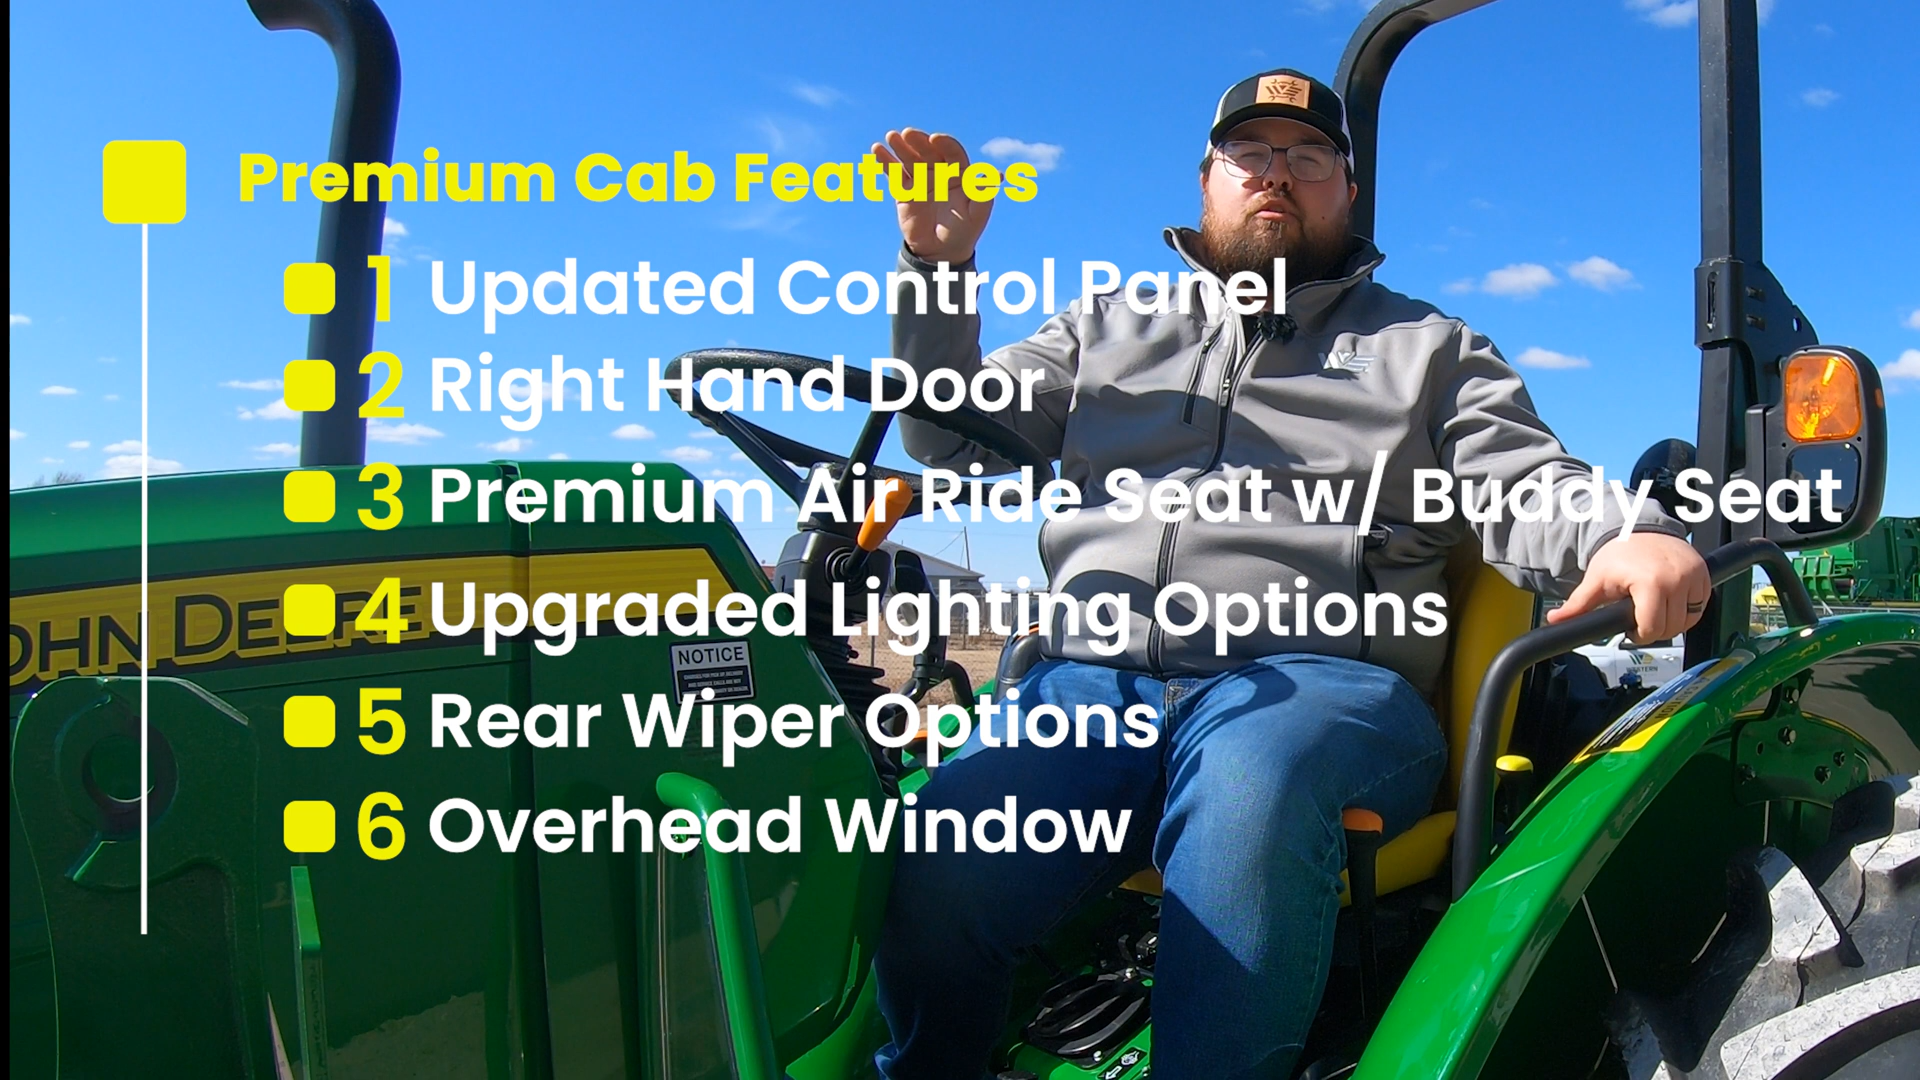 Premium Cab Features
1 Updated Control Panel
2 Right Hand Door
3 Premium Air Ride Seat w/ Buddy Seat
4 Upgraded Lighting Options
5 Rear Wiper Options
6 Overhead Window
OHN DEERE
NOTICE